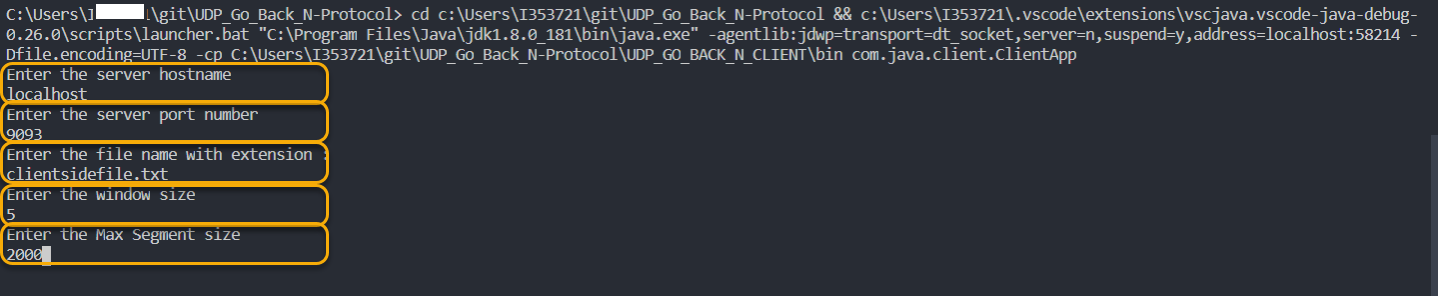 C:\Users\I \git\UDP_Go_Back_N-Protocol> cd c:\Users\I353721\git\UDP_Go_Back_N-Protocol && c:\Users\I353721\.vscode\extensions\vscjava.vscode-java-debug-
0.26.0\scripts\launcher.bat "C:\Program Files\Java\jdk1.8.0_181\bin\java.exe" -agentlib:jdwp=transport=dt_socket,server=n,suspend=y,address=localhost:58214 -
Dfile.encoding=UTF-8 -cp C:\Users\I353721\git\UDP_Go_Back_N-Protocol\UDP_GO_BACK_N_CLIENT\bin com.java.client.ClientApp
Enter the server hostname
localhost
Enter the server port number
9093
Enter the file name with extension :
clientsidefile.txt
Enter the window size
5
Enter the Max Segment size
2000